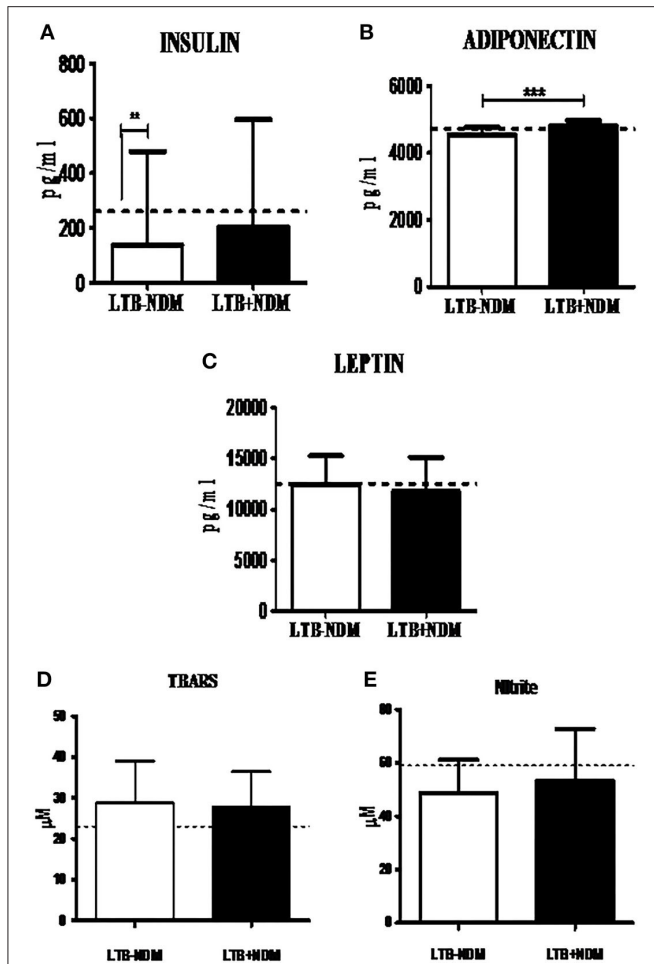 A
INSULIN
800
600
400
200
0
pg/ml
**
LTB-NDM
LTB+NDM
B
ADIPONECTIN
6000
4000
2000
0
pg/ml
***
LTB-NDM
LTB+NDM
C
LEPTIN
20000
15000
10000
5000
0
pg/ml
LTB-NDM
LTB+NDM
D
TBARS
50
40
30
20
10
0
µM
LTB-NDM
LTB+NDM
E
Nitrite
80
60
40
20
0
µM
LTB-NDM
LTB+NDM